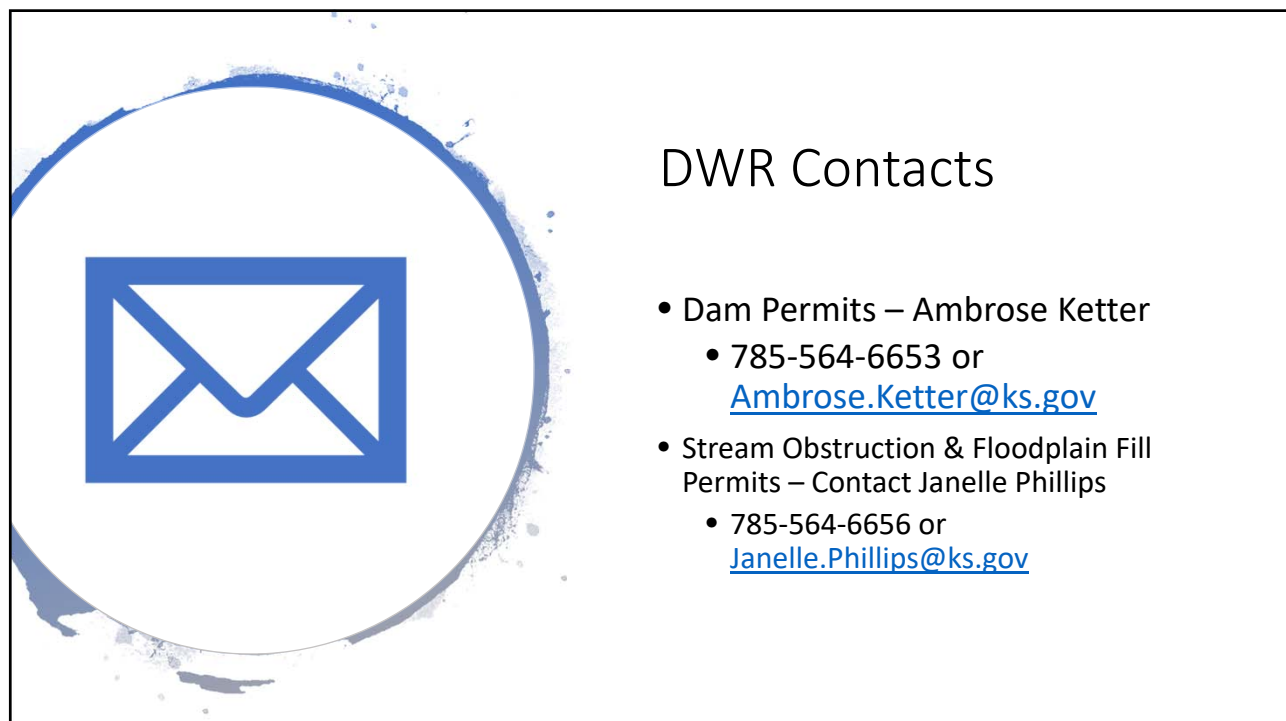 DWR Contacts
• Dam Permits – Ambrose Ketter
• 785-564-6653 or
Ambrose.Ketter@ks.gov
• Stream Obstruction & Floodplain Fill
Permits – Contact Janelle Phillips
• 785-564-6656 or
Janelle.Phillips@ks.gov